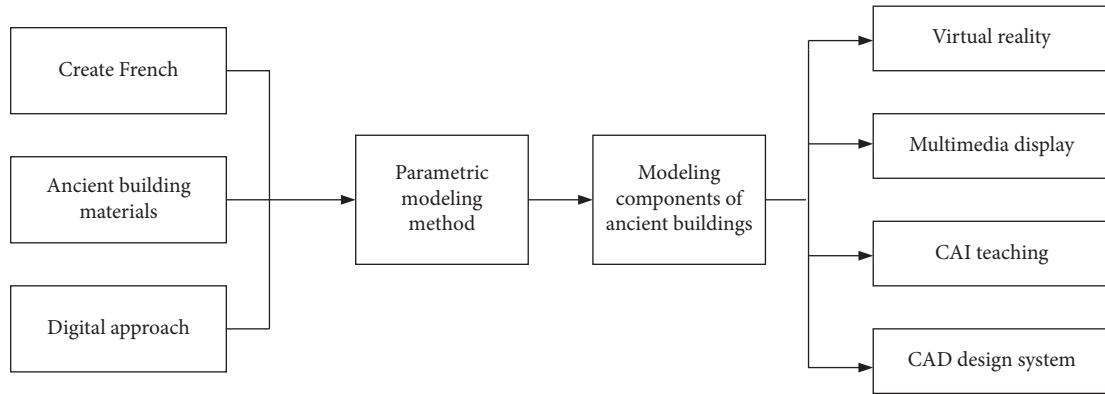 Create French
Ancient building
materials
Digital approach
Parametric
modeling
method
Modeling
components of
ancient buildings
Virtual reality
Multimedia display
CAI teaching
CAD design system